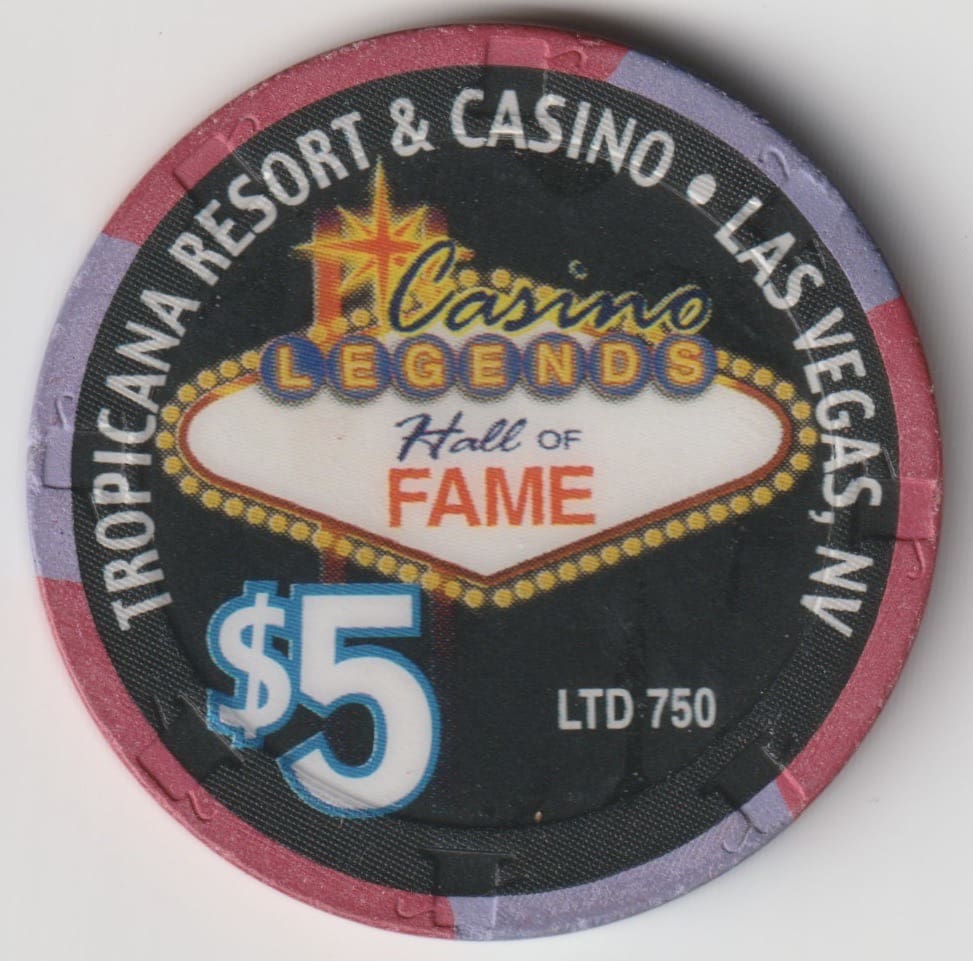 TROPICANA RESORT & CASINO • LAS VEGAS, NV
Casino
LEGENDS
Hall OF
FAME
$5
LTD 750